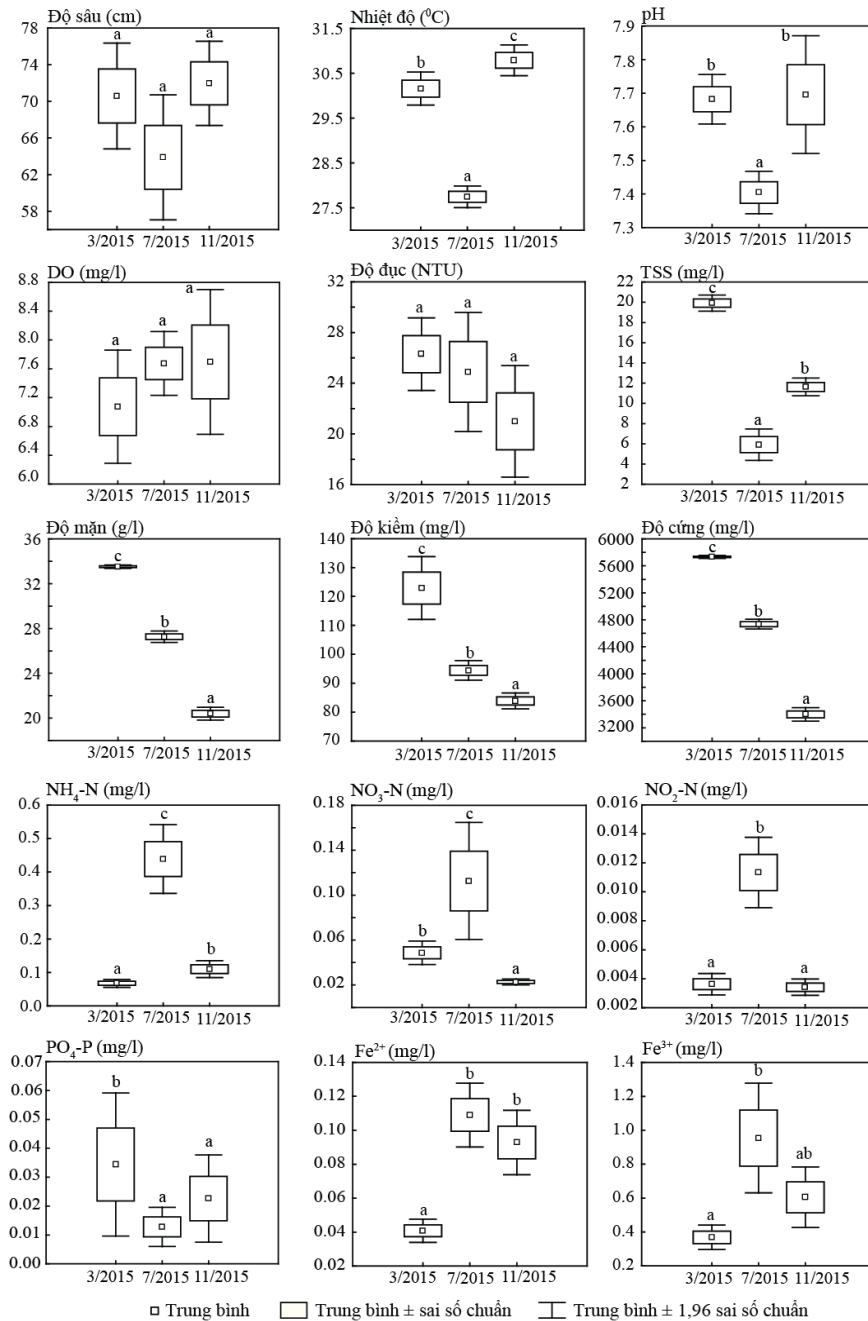 Độ sâu (cm)
78
74
70
66
62
58
a
a
a
3/2015 7/2015 11/2015
Nhiệt độ (⁰C)
31.5
30.5
29.5
28.5
27.5
b
a
c
3/2015 7/2015 11/2015
pH
7.9
7.8
7.7
7.6
7.5
7.4
7.3
b
a
b
3/2015 7/2015 11/2015
DO (mg/l)
8.8
8.4
8.0
7.6
7.2
6.8
6.4
6.0
a
a
a
3/2015 7/2015 11/2015
Độ đục (NTU)
32
28
24
20
16
a
a
a
3/2015 7/2015 11/2015
TSS (mg/l)
22
20
18
16
14
12
10
8
6
4
2
c
a
b
3/2015 7/2015 11/2015
Độ mặn (g/l)
36
32
28
24
20
c
b
a
3/2015 7/2015 11/2015
Độ kiềm (mg/l)
140
130
120
110
100
90
80
70
c
b
a
3/2015 7/2015 11/2015
Độ cứng (mg/l)
6000
5600
5200
4800
4400
6000
3600
3200
c
b
a
3/2015 7/2015 11/2015
NH₄-N (mg/l)
0.6
0.5
0.4
0.3
0.2
0.1
0.0
a
c
b
3/2015 7/2015 11/2015
NO₃-N (mg/l)
0.18
0.14
0.10
0.06
0.02
b
c
a
3/2015 7/2015 11/2015
NO₂-N (mg/l)
0.016
0.014
0.012
0.010
0.008
0.006
0.004
0.002
a
b
a
3/2015 7/2015 11/2015
PO₄-P (mg/l)
0.07
0.06
0.05
0.04
0.03
0.02
0.01
0.00
b
a
a
3/2015 7/2015 11/2015
Fe²⁺ (mg/l)
0.14
0.12
0.10
0.08
0.06
0.04
0.02
a
b
b
3/2015 7/2015 11/2015
Fe³⁺ (mg/l)
1.4
1.2
1.0
0.8
0.6
0.4
0.2
a
b
ab
3/2015 7/2015 11/2015
Trung bình Trung bình ± sai số chuẩn Trung bình ± 1,96 sai số chuẩn